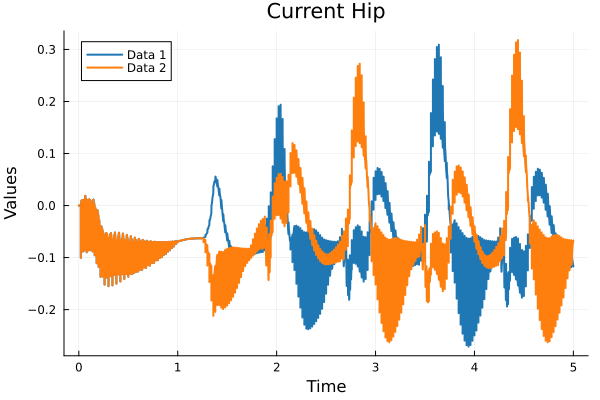 Current Hip
Data 1
Data 2
Values
0.3
0.2
0.1
0.0
−0.1
−0.2
0
1
2
3
4
5
Time